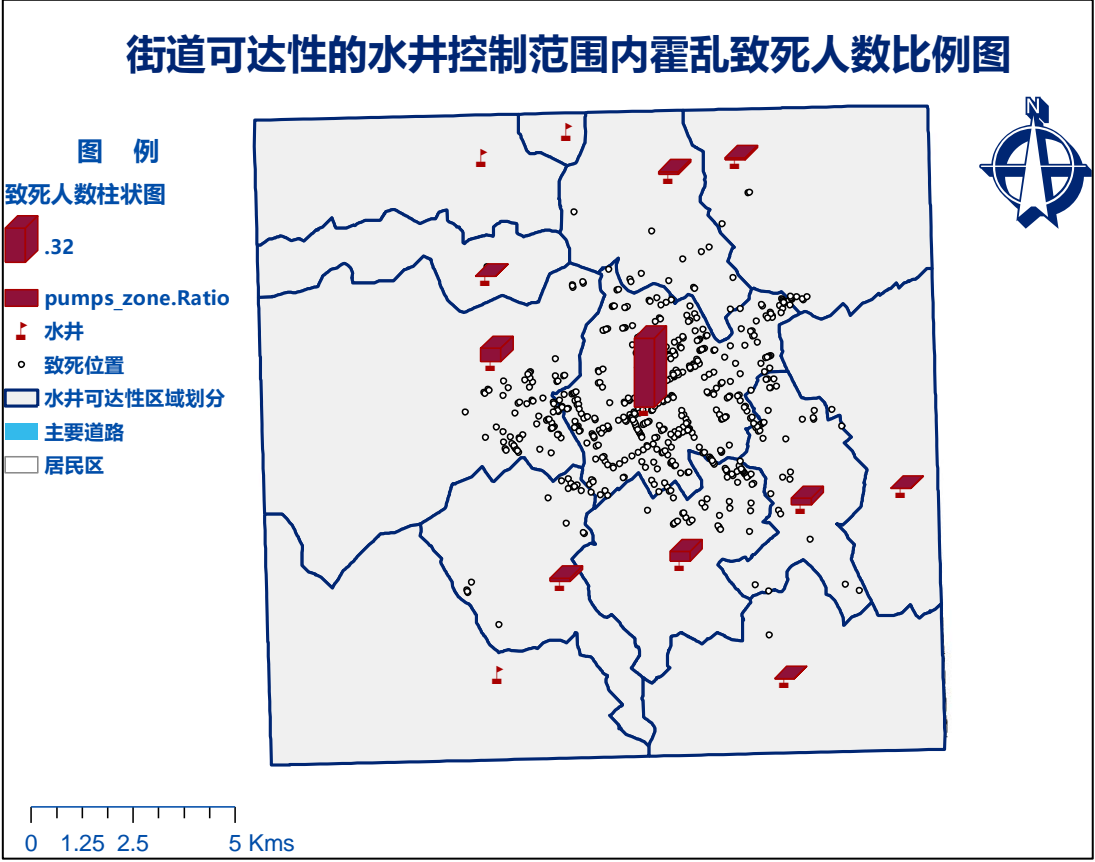 街道可达性的水井控制范围内霍乱致死人数比例图
N
图 例
致死人数柱状图
.32
pumps_zone.Ratio
水井
致死位置
水井可达性区域划分
主要道路
居民区
0 1.25 2.5 5 Kms